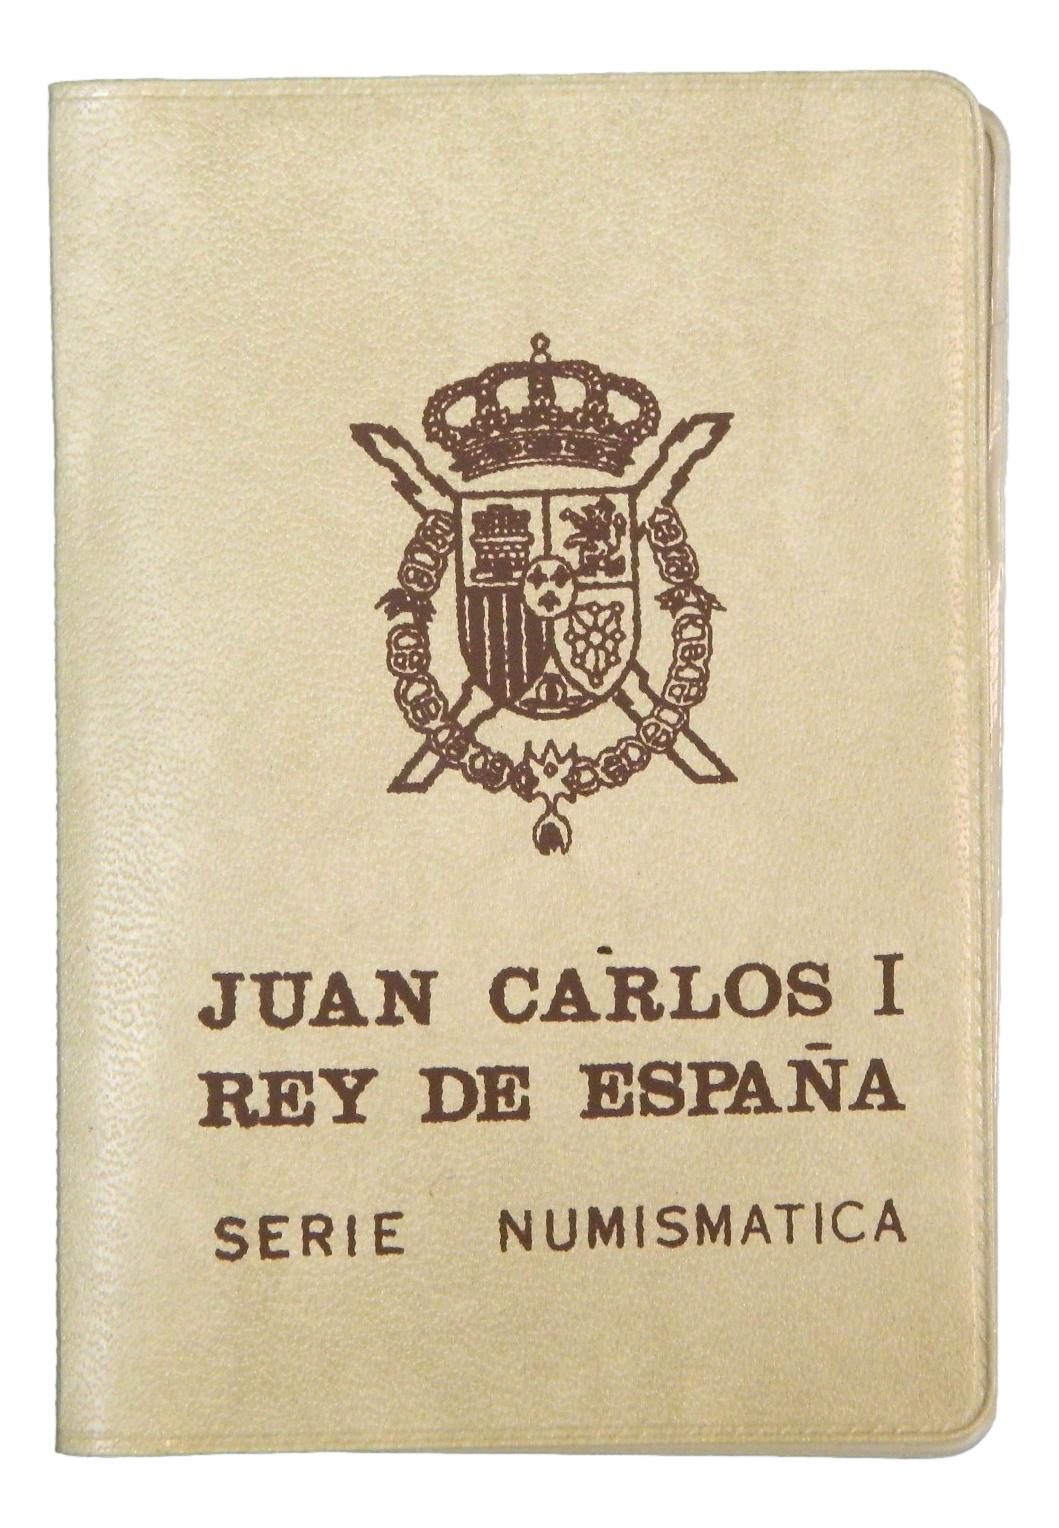 JUAN CARLOS I
REY DE ESPAÑA
SERIE NUMISMATICA